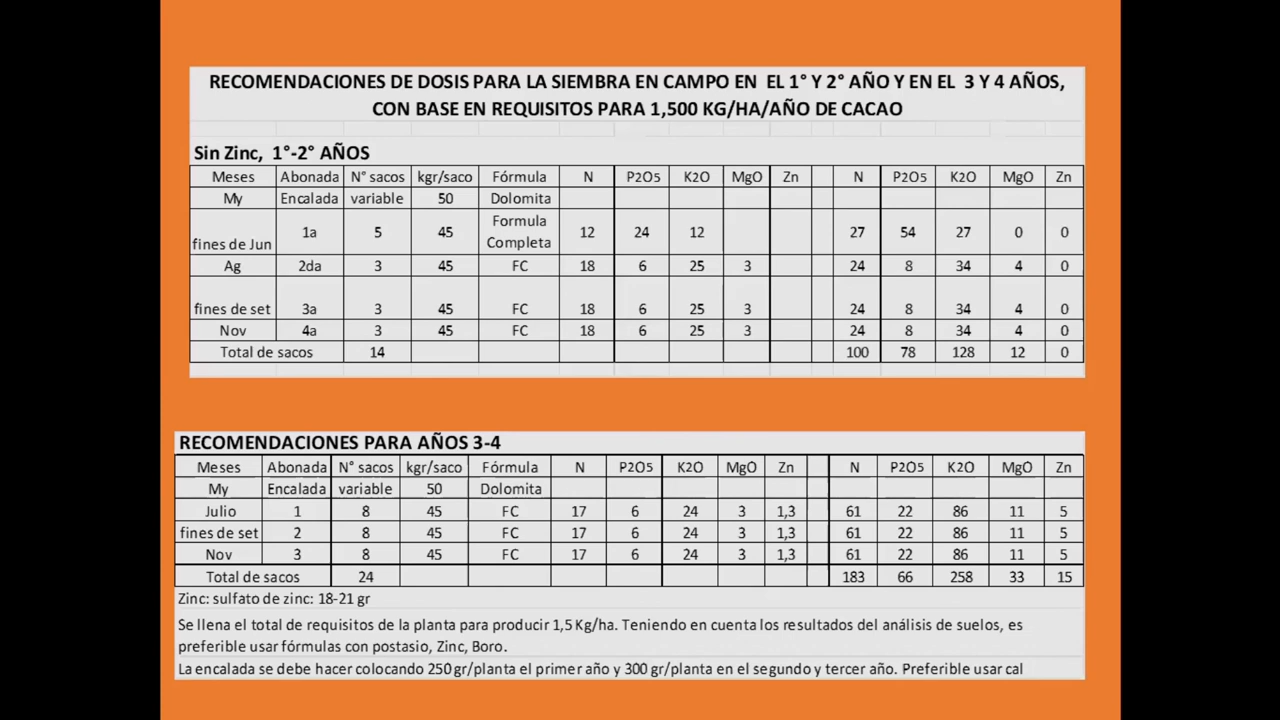 RECOMENDACIONES DE DOSIS PARA LA SIEMBRA EN CAMPO EN EL 1° Y 2° AÑO Y EN EL 3 Y 4 AÑOS,
CON BASE EN REQUISITOS PARA 1,500 KG/HA/AÑO DE CACAO
Sin Zinc, 1°-2° AÑOS
Meses Abonada N° sacos kgr/saco Fórmula N P2O5 K2O MgO Zn N P2O5 K2O MgO Zn
My Encalada variable 50 Dolomita
fines de Jun 1a 5 45 Formula Completa 12 24 12 27 54 27 0 0
Ag 2da 3 45 FC 18 6 25 3 24 8 34 4 0
fines de set 3a 3 45 FC 18 6 25 3 24 8 34 4 0
Nov 4a 3 45 FC 18 6 25 3 24 8 34 4 0
Total de sacos 14 100 78 128 12 0
RECOMENDACIONES PARA AÑOS 3-4
Meses Abonada N° sacos kgr/saco Fórmula N P2O5 K2O MgO Zn N P2O5 K2O MgO Zn
My Encalada variable 50 Dolomita
Julio 1 8 45 FC 17 6 24 3 1,3 61 22 86 11 5
fines de set 2 8 45 FC 17 6 24 3 1,3 61 22 86 11 5
Nov 3 8 45 FC 17 6 24 3 1,3 61 22 86 11 5
Total de sacos 24 183 66 258 33 15
Zinc: sulfato de zinc: 18-21 gr
Se llena el total de requisitos de la planta para producir 1,5 Kg/ha. Teniendo en cuenta los resultados del análisis de suelos, es
preferible usar fórmulas con postasio, Zinc, Boro.
La encalada se debe hacer colocando 250 gr/planta el primer año y 300 gr/planta en el segundo y tercer año. Preferible usar cal